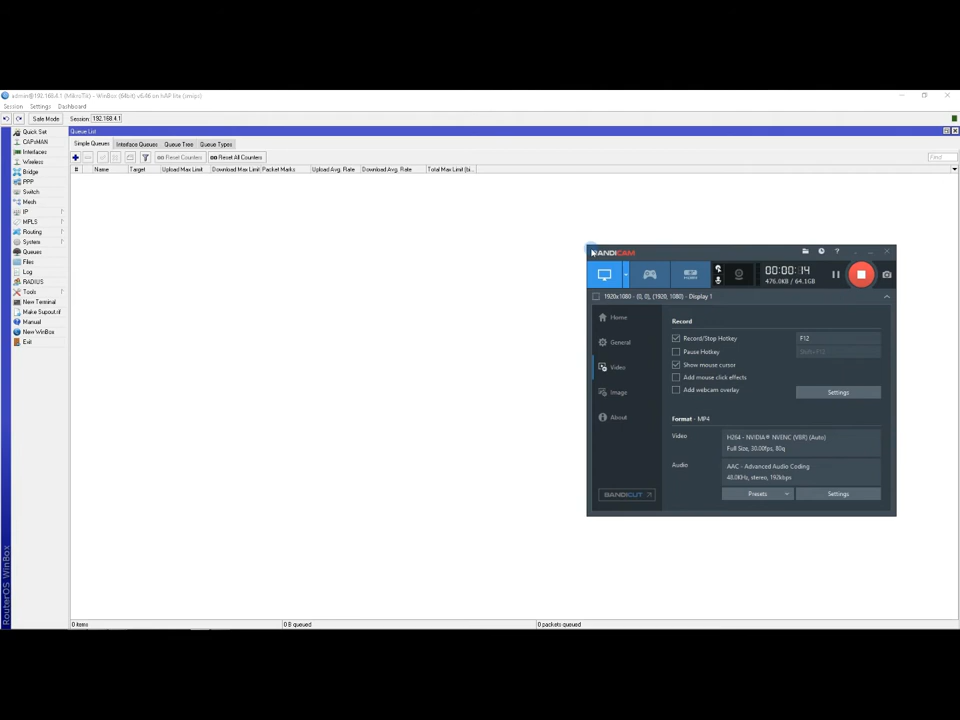 admin@192.168.4.1 (MikroTik) - WinBox (64bit) v6.46 on hAP lite (smips)
Session Settings Dashboard
Safe Mode Session: 192.168.4.1
Quick Set
CAPsMAN
Interfaces
Wireless
Bridge
PPP
Switch
Mesh
IP
MPLS
Routing
System
Queues
Files
Log
RADIUS
Tools
New Terminal
Make Supout.rif
Manual
New WinBox
Exit
RouterOS WinBox
Queue List
Simple Queues Interface Queues Queue Tree Queue Types
Reset Counters Reset All Counters Find
# Name Target Upload Max Limit Download Max Limit Packet Marks Upload Avg. Rate Download Avg. Rate Total Max Limit (bi...
BANDICAM
00:00:14
476.0KB / 64.1GB
1920x1080 - (0, 0), (1920, 1080) - Display 1
Home
General
Video
Image
About
BANDICUT
Record
Record/Stop Hotkey F12
Pause Hotkey Shift+F12
Show mouse cursor
Add mouse click effects
Add webcam overlay
Settings
Format - MP4
Video H264 - NVIDIA® NVENC (VBR) (Auto)
Full Size, 30.00fps, 80q
Audio AAC - Advanced Audio Coding
48.0KHz, stereo, 192kbps
Presets Settings
0 items 0 B queued 0 packets queued